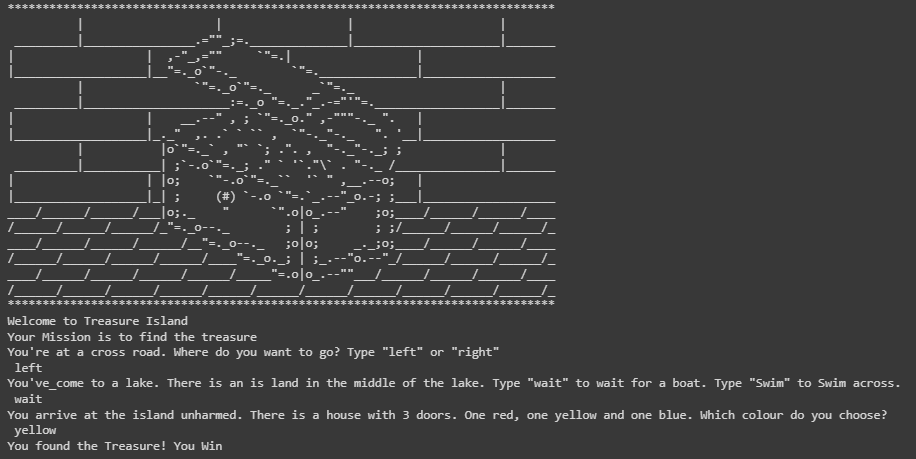 Welcome to Treasure Island
Your Mission is to find the treasure
You're at a cross road. Where do you want to go? Type "left" or "right"
left
You've_come to a lake. There is an is land in the middle of the lake. Type "wait" to wait for a boat. Type "Swim" to Swim across.
wait
You arrive at the island unharmed. There is a house with 3 doors. One red, one yellow and one blue. Which colour do you choose?
yellow
You found the Treasure! You Win